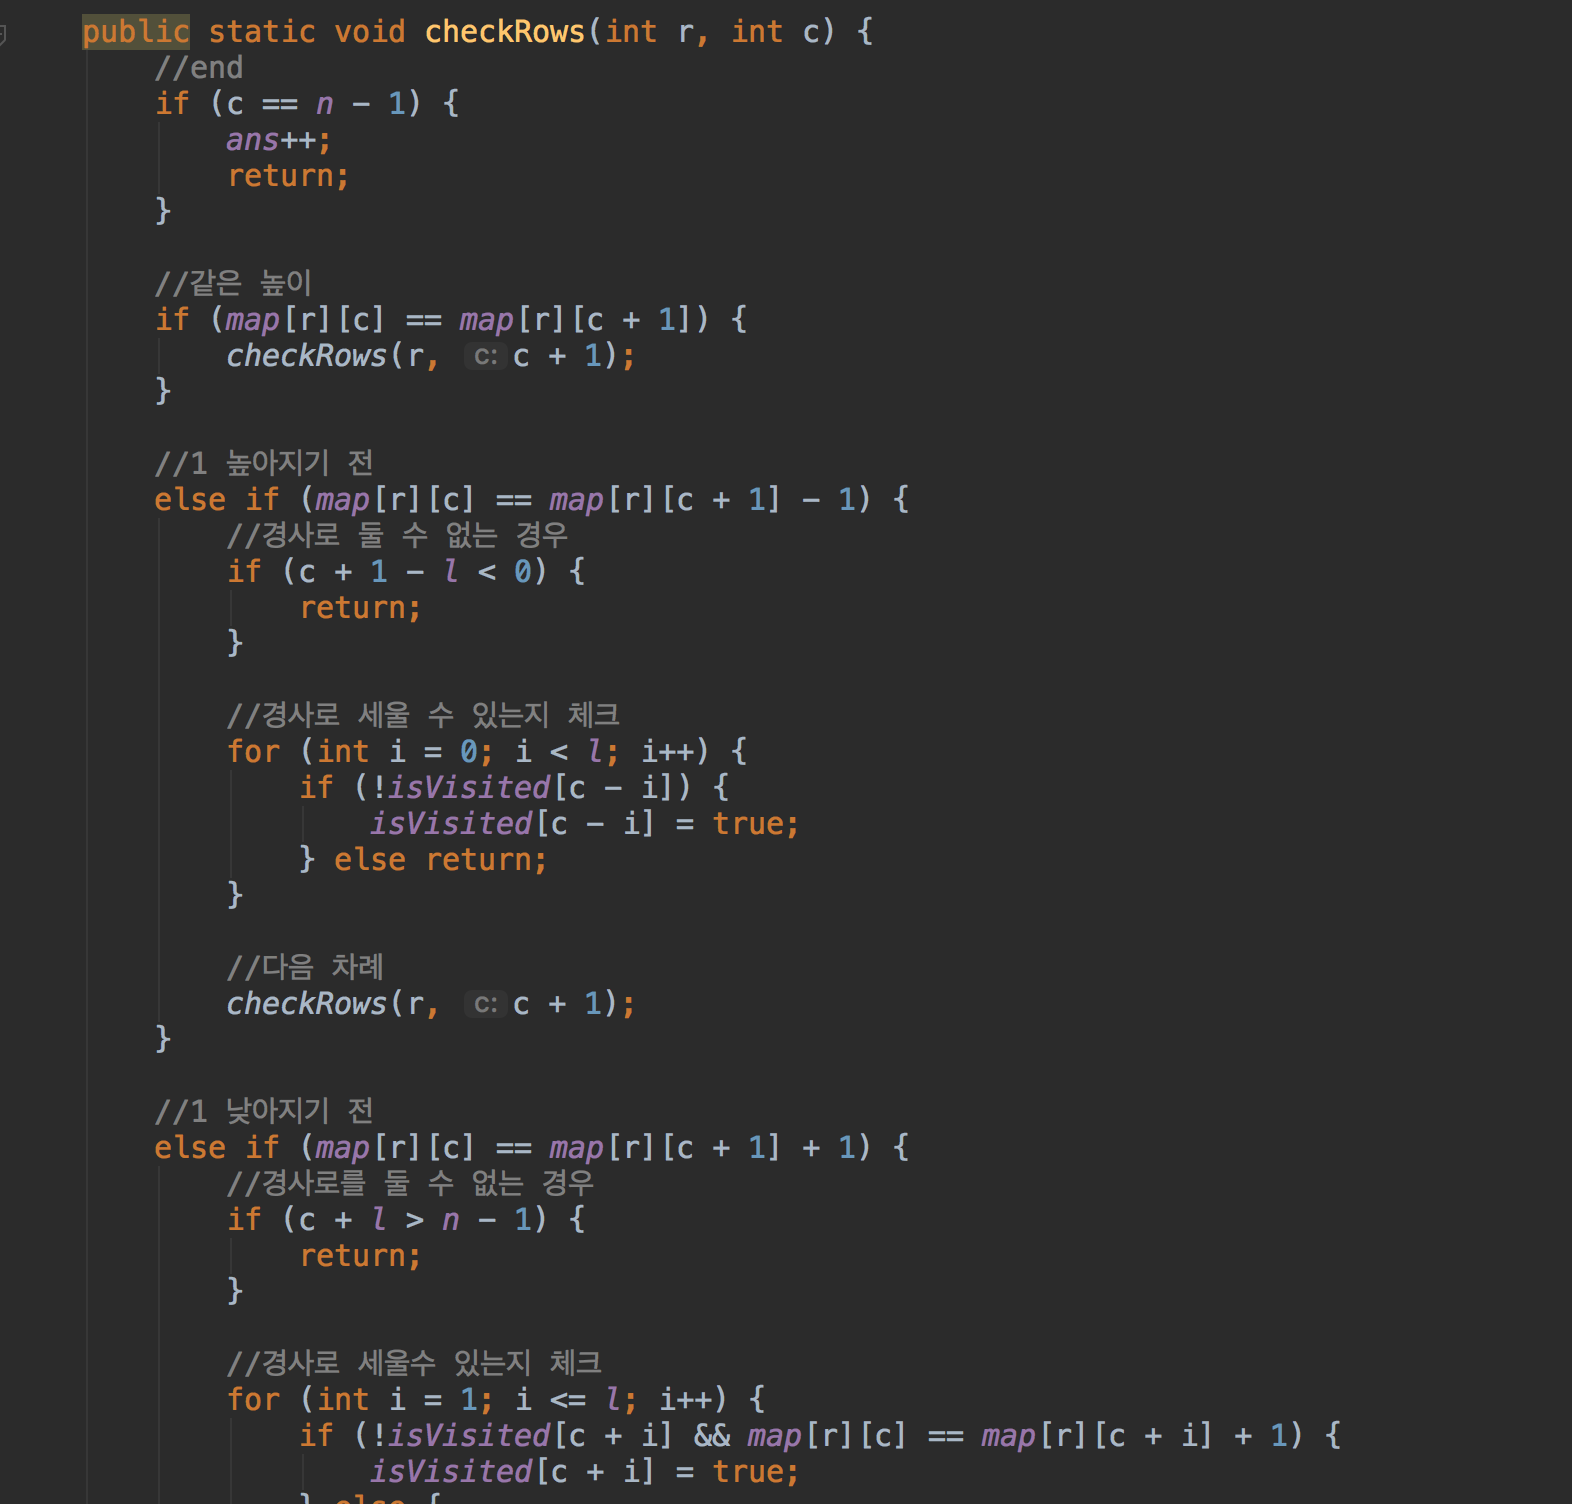 public static void checkRows(int r, int c) {
//end
if (c == n - 1) {
ans++;
return;
}
//같은 높이
if (map[r][c] == map[r][c + 1]) {
checkRows(r, c: c + 1);
}
//1 높아지기 전
else if (map[r][c] == map[r][c + 1] - 1) {
//경사로 둘 수 없는 경우
if (c + 1 - l < 0) {
return;
}
//경사로 세울 수 있는지 체크
for (int i = 0; i < l; i++) {
if (!isVisited[c - i]) {
isVisited[c - i] = true;
} else return;
}
//다음 차례
checkRows(r, c: c + 1);
}
//1 낮아지기 전
else if (map[r][c] == map[r][c + 1] + 1) {
//경사로를 둘 수 없는 경우
if (c + l > n - 1) {
return;
}
//경사로 세울수 있는지 체크
for (int i = 1; i <= l; i++) {
if (!isVisited[c + i] && map[r][c] == map[r][c + i] + 1) {
isVisited[c + i] = true;
} else {